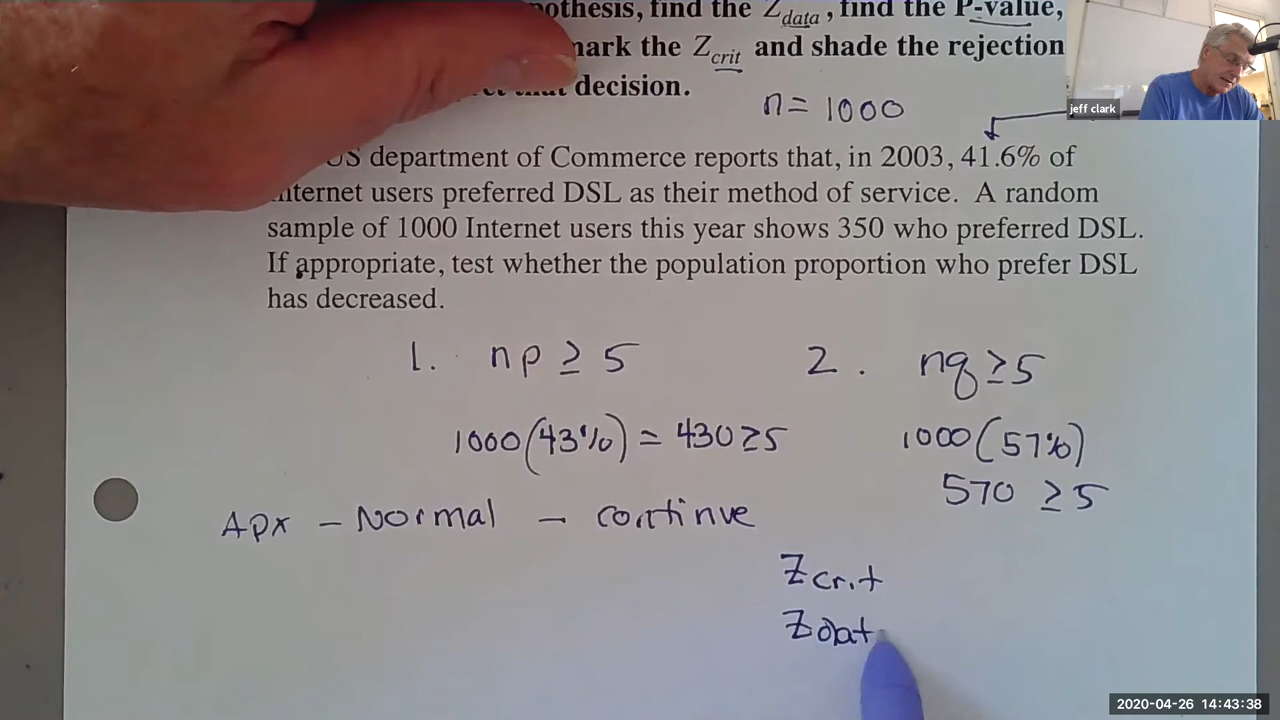 pothesis, find the Zdata, find the P-value,
mark the Zcrit and shade the rejection
that decision.
n = 1000
jeff clark
US department of Commerce reports that, in 2003, 41.6% of
Internet users preferred DSL as their method of service. A random
sample of 1000 Internet users this year shows 350 who preferred DSL.
If appropriate, test whether the population proportion who prefer DSL
has decreased.
1. np ≥ 5
2. nq ≥ 5
1000(43%) = 430 ≥ 5
1000(57%)
570 ≥ 5
Apx - Normal - continue
Zcrit
Zdat
2020-04-26 14:43:38